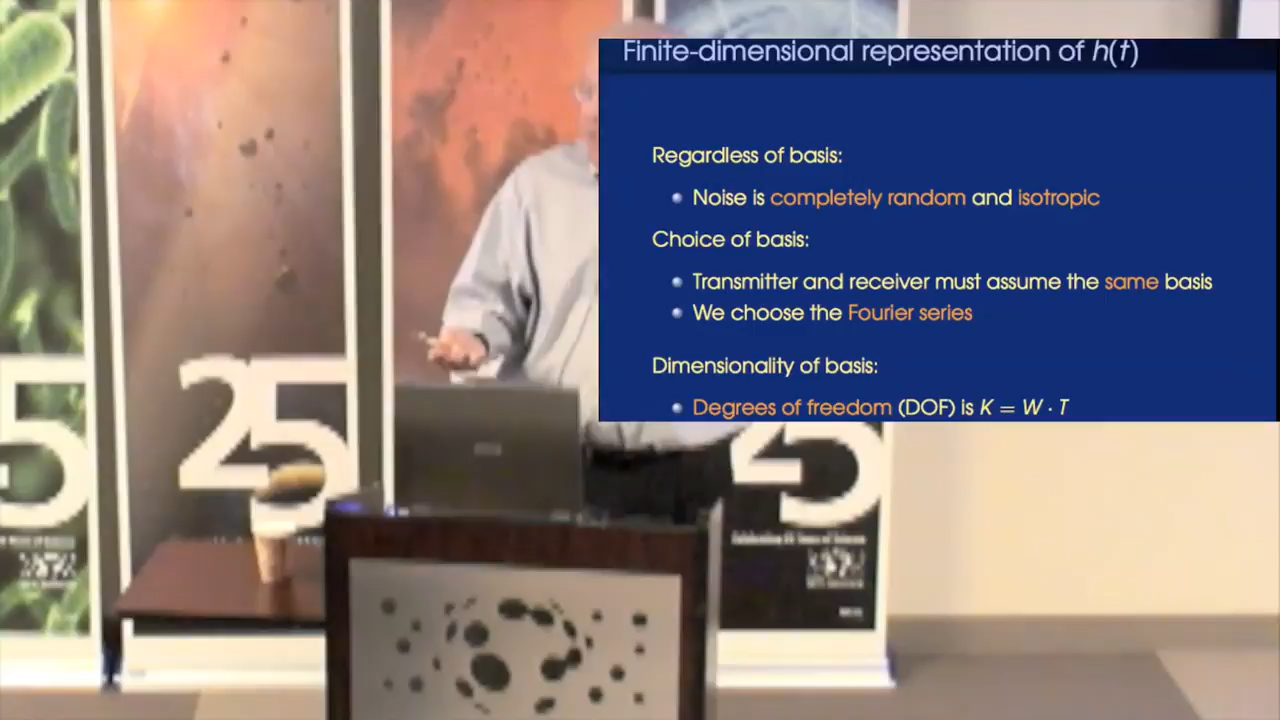 Finite-dimensional representation of h(t)
Regardless of basis:
Noise is completely random and isotropic
Choice of basis:
Transmitter and receiver must assume the same basis
We choose the Fourier series
Dimensionality of basis:
Degrees of freedom (DOF) is K = W · T
5
25
25